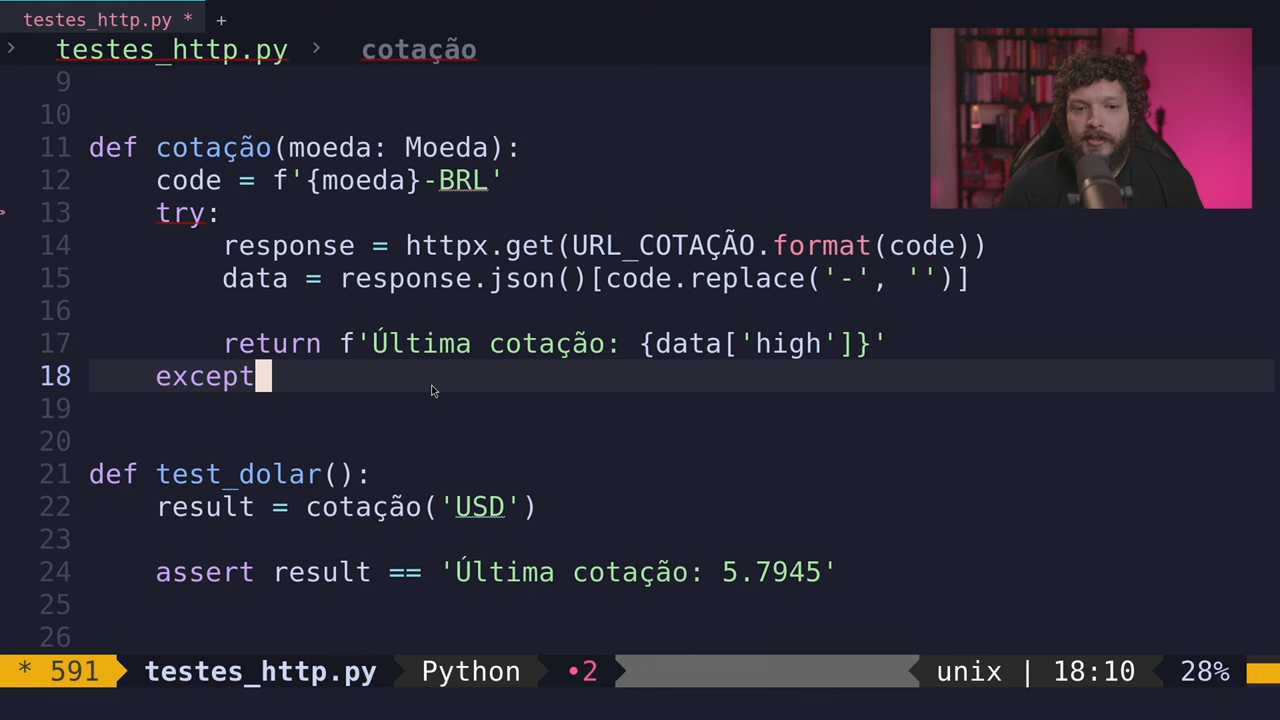 testes_http.py * +
> testes_http.py > cotação
9
10
11 def cotação(moeda: Moeda):
12 code = f'{moeda}-BRL'
13 try:
14 response = httpx.get(URL_COTAÇÃO.format(code))
15 data = response.json()[code.replace('-', '')]
16
17 return f'Última cotação: {data['high']}'
18 except
19
20
21 def test_dolar():
22 result = cotação('USD')
23
24 assert result == 'Última cotação: 5.7945'
25
26
* 591 testes_http.py Python •2 unix | 18:10 28%